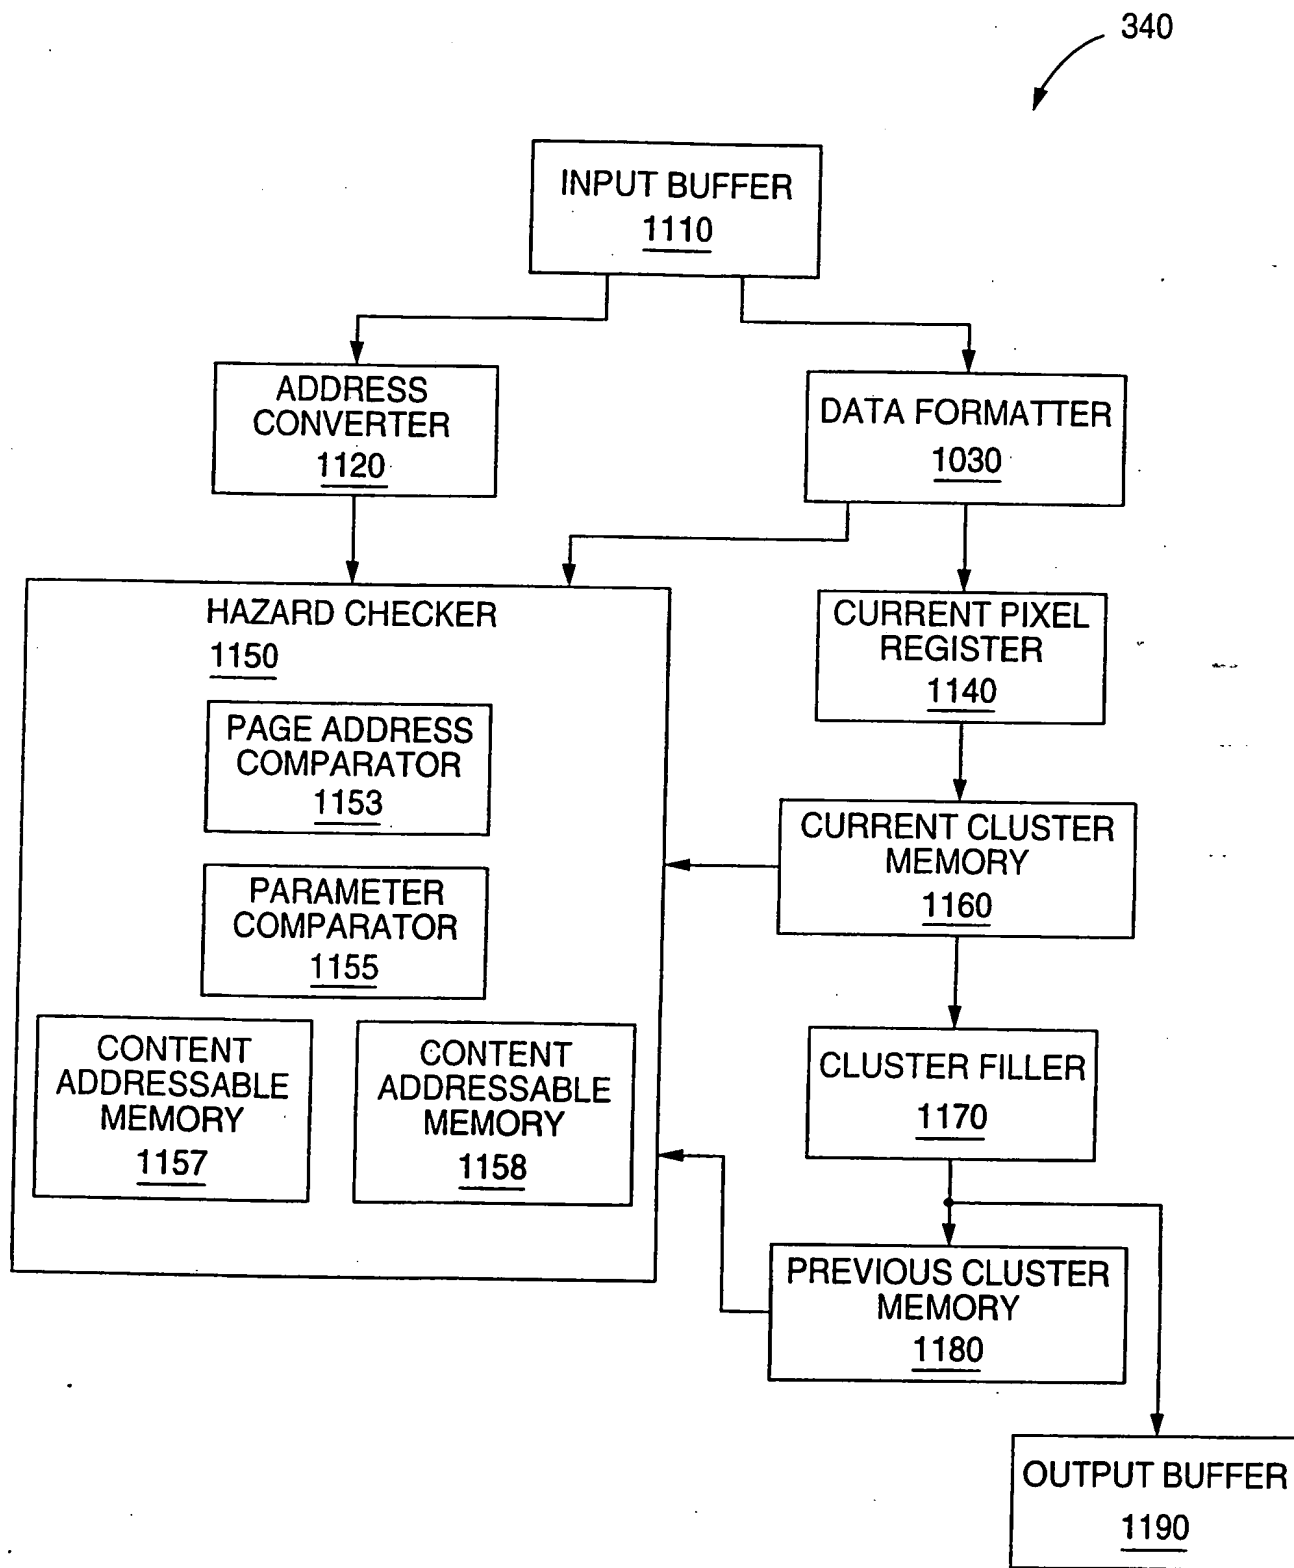 340
INPUT BUFFER
1110
ADDRESS
CONVERTER
1120
DATA FORMATTER
1030
HAZARD CHECKER
1150
PAGE ADDRESS
COMPARATOR
1153
PARAMETER
COMPARATOR
1155
CONTENT
ADDRESSABLE
MEMORY
1157
CONTENT
ADDRESSABLE
MEMORY
1158
CURRENT PIXEL
REGISTER
1140
CURRENT CLUSTER
MEMORY
1160
CLUSTER FILLER
1170
PREVIOUS CLUSTER
MEMORY
1180
OUTPUT BUFFER
1190